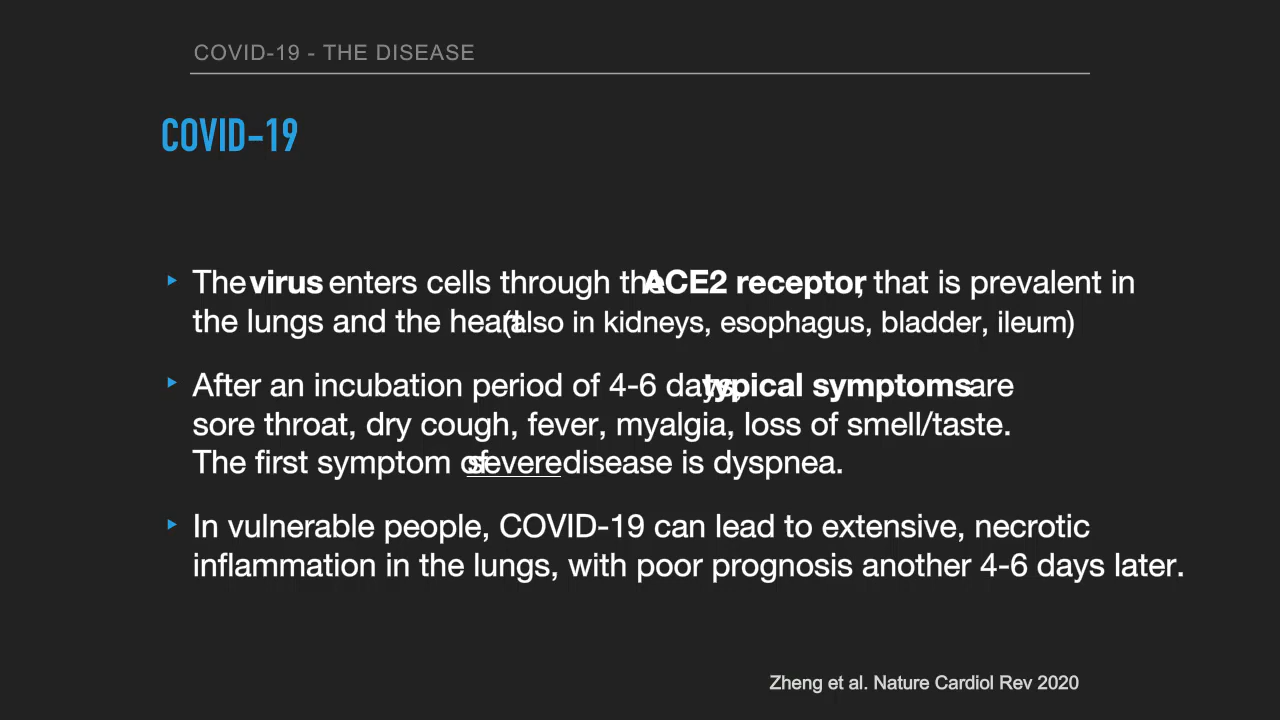 COVID-19 - THE DISEASE
COVID-19
The virus enters cells through the ACE2 receptor, that is prevalent in
the lungs and the heart (also in kidneys, esophagus, bladder, ileum)
After an incubation period of 4-6 days, typical symptoms are
sore throat, dry cough, fever, myalgia, loss of smell/taste.
The first symptom of severe disease is dyspnea.
In vulnerable people, COVID-19 can lead to extensive, necrotic
inflammation in the lungs, with poor prognosis another 4-6 days later.
Zheng et al. Nature Cardiol Rev 2020